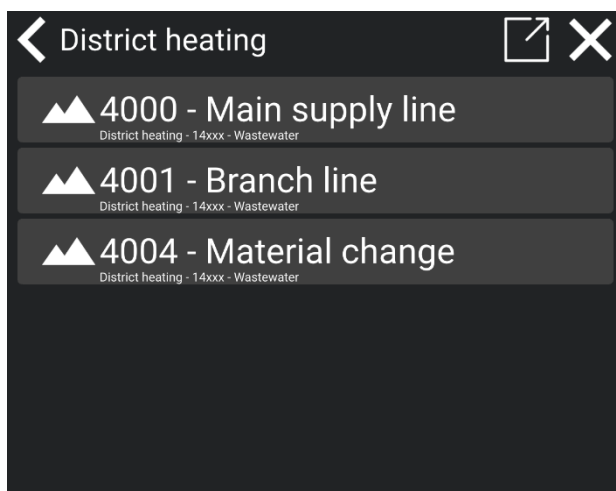 District heating
4000 - Main supply line
District heating - 14xxx - Wastewater
4001 - Branch line
District heating - 14xxx - Wastewater
4004 - Material change
District heating - 14xxx - Wastewater